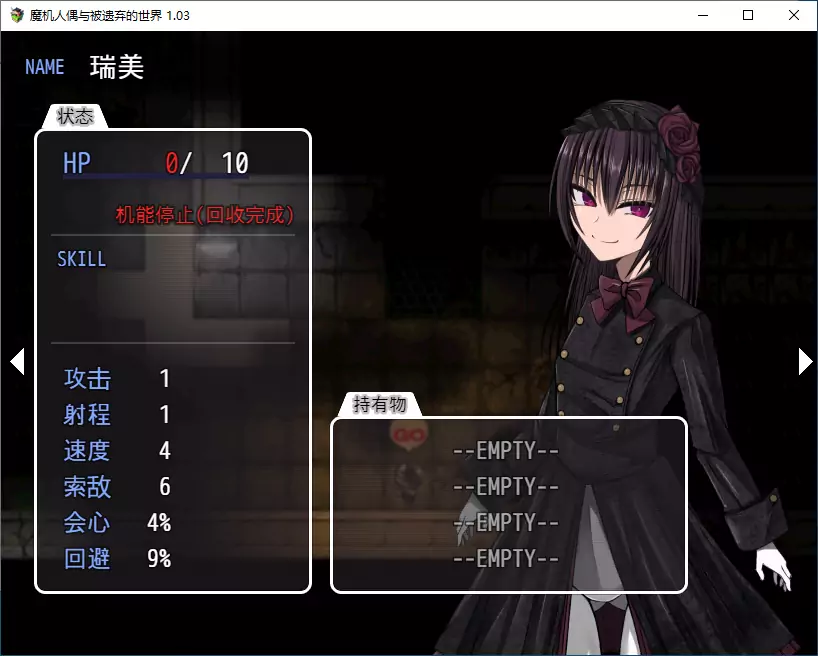 魔机人偶与被遗弃的世界 1.03
NAME 瑞美
状态
HP 0/ 10
机能停止(回收完成)
SKILL
攻击 1
射程 1
速度 4
索敌 6
会心 4%
回避 9%
持有物
GO
--EMPTY--
--EMPTY--
--EMPTY--
--EMPTY--